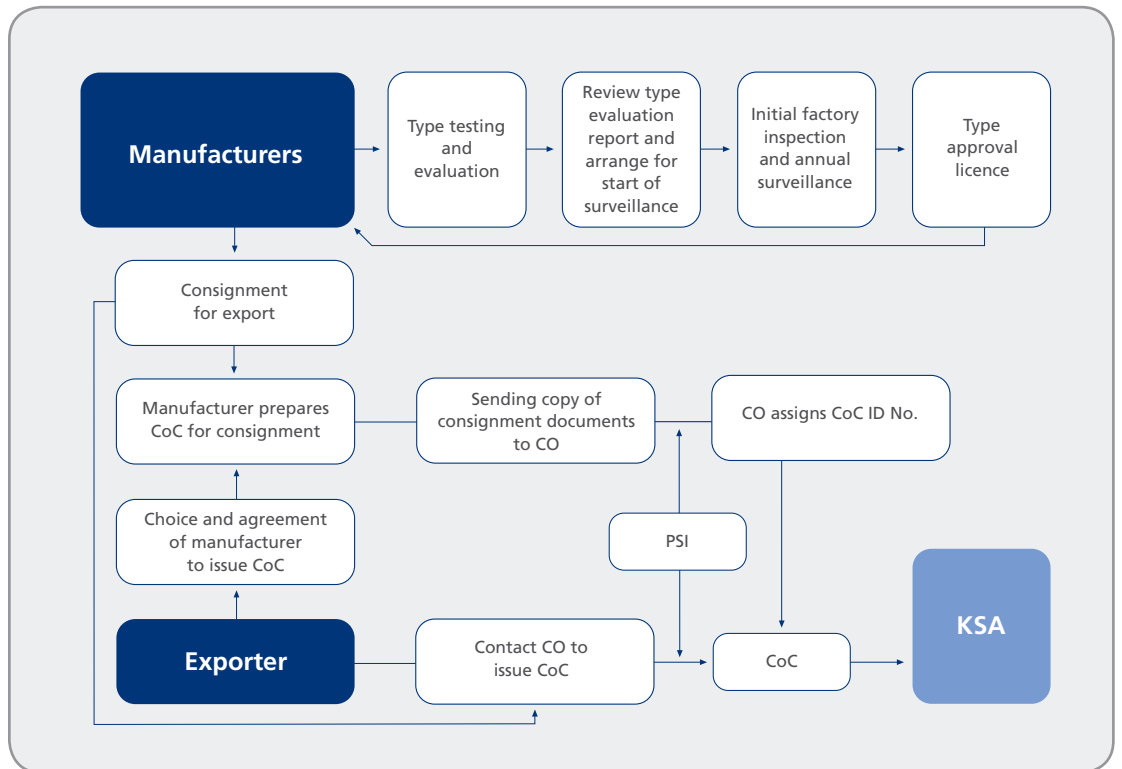 Manufacturers
Type testing
and
evaluation
Review type
evaluation
report and
arrange for
start of
surveillance
Initial factory
inspection
and annual
surveillance
Type
approval
licence
Consignment
for export
Manufacturer prepares
CoC for consignment
Sending copy of
consignment documents
to CO
CO assigns CoC ID No.
Choice and agreement
of manufacturer
to issue CoC
PSI
Exporter
Contact CO to
issue CoC
CoC
KSA